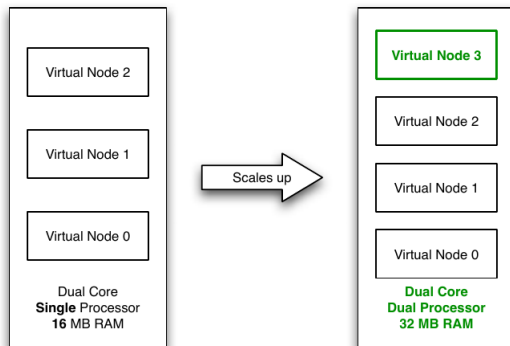 Virtual Node 2
Virtual Node 1
Virtual Node 0
Dual Core
Single Processor
16 MB RAM
Scales up
Virtual Node 3
Virtual Node 2
Virtual Node 1
Virtual Node 0
Dual Core
Dual Processor
32 MB RAM